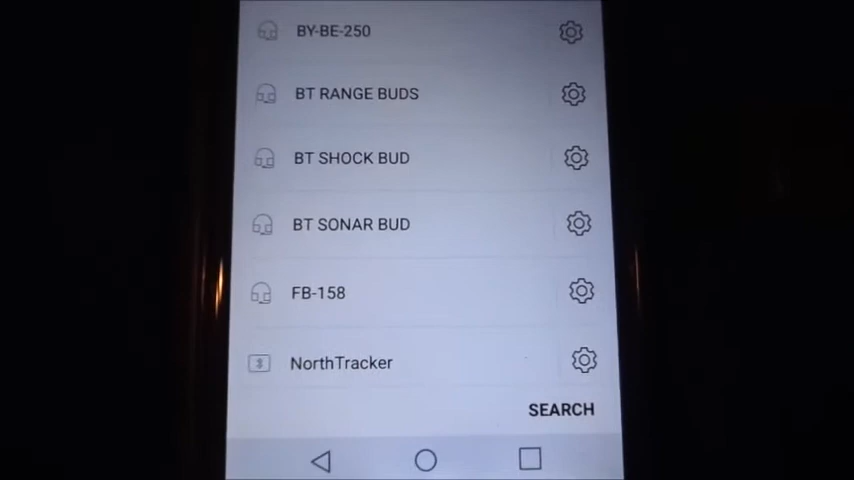 BY-BE-250
BT RANGE BUDS
BT SHOCK BUD
BT SONAR BUD
FB-158
NorthTracker
SEARCH